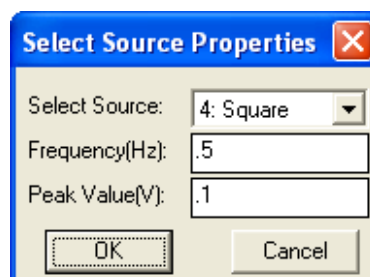 Select Source Properties
Select Source: 4: Square
Frequency(Hz): .5
Peak Value(V): .1
OK Cancel